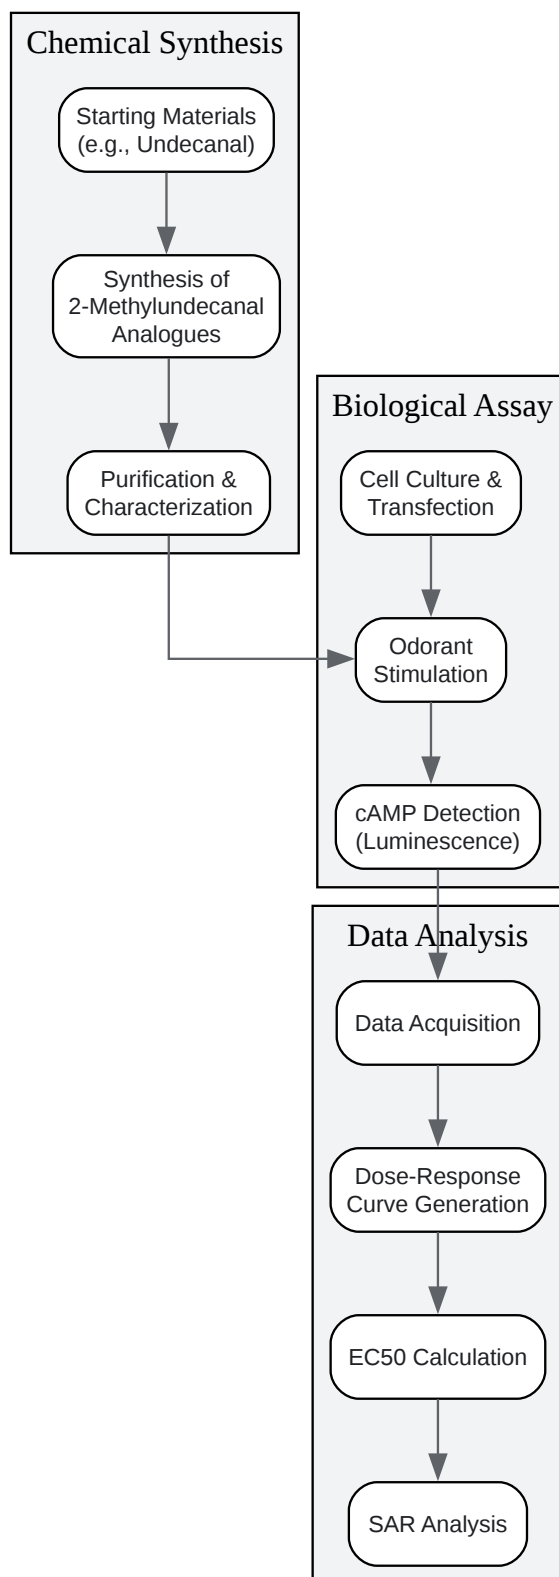 Chemical Synthesis
Starting Materials
(e.g., Undecanal)
Synthesis of
2-Methylundecanal
Analogues
Purification &
Characterization
Biological Assay
Cell Culture &
Transfection
Odorant
Stimulation
cAMP Detection
(Luminescence)
Data Analysis
Data Acquisition
Dose-Response
Curve Generation
EC50 Calculation
SAR Analysis